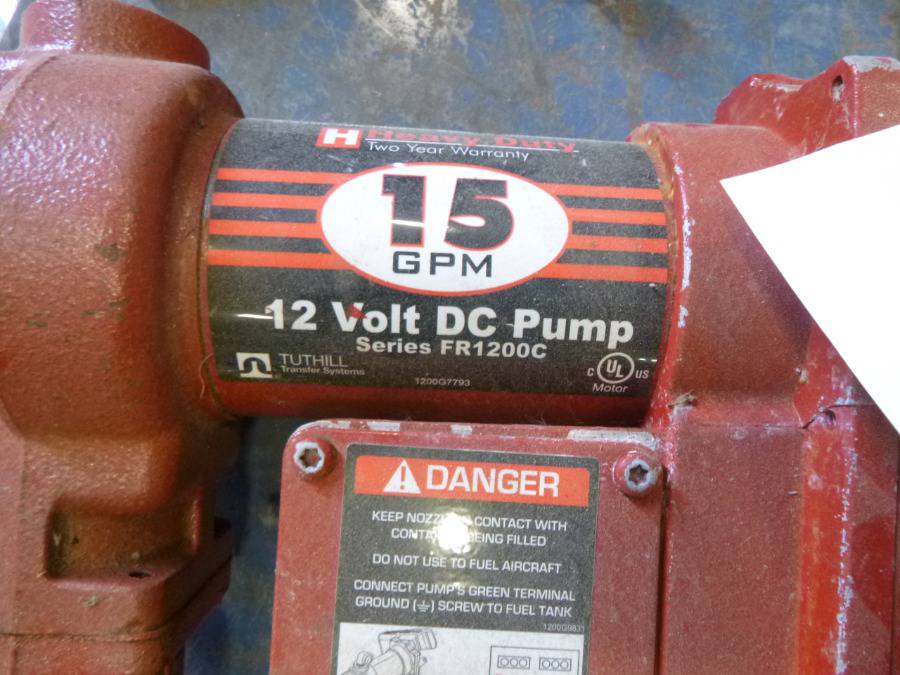 H Heavy Duty
Two Year Warranty
15
GPM
12 Volt DC Pump
Series FR1200C
TUTHILL
Transfer Systems
1200G7793
C UL US
Motor
DANGER
KEEP NOZZLE CONTACT WITH
BEING FILLED
DO NOT USE TO FUEL AIRCRAFT
CONNECT PUMP'S GREEN TERMINAL
GROUND (⏚) SCREW TO FUEL TANK
1200G9831